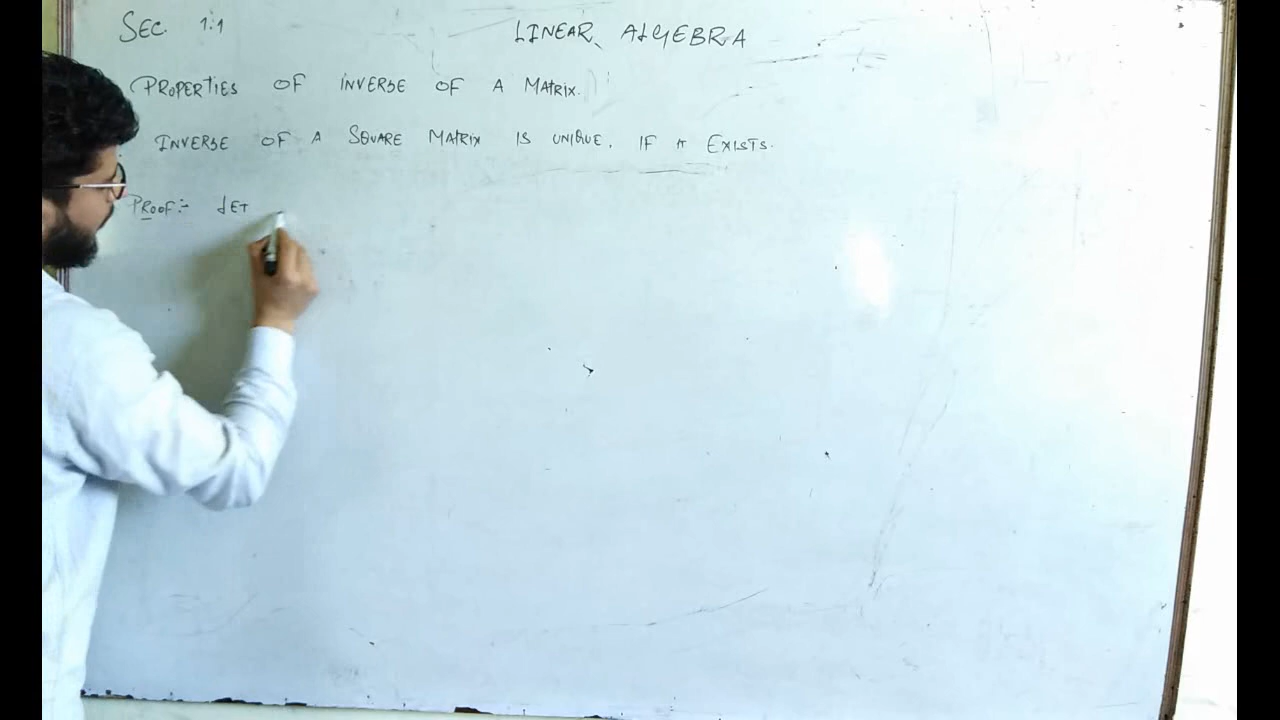 SEC. 1.1 LINEAR ALGEBRA
PROPERTIES OF INVERSE OF A MATRIX.
INVERSE OF A SQUARE MATRIX IS UNIQUE, IF it EXISTS.
PROOF:- LET